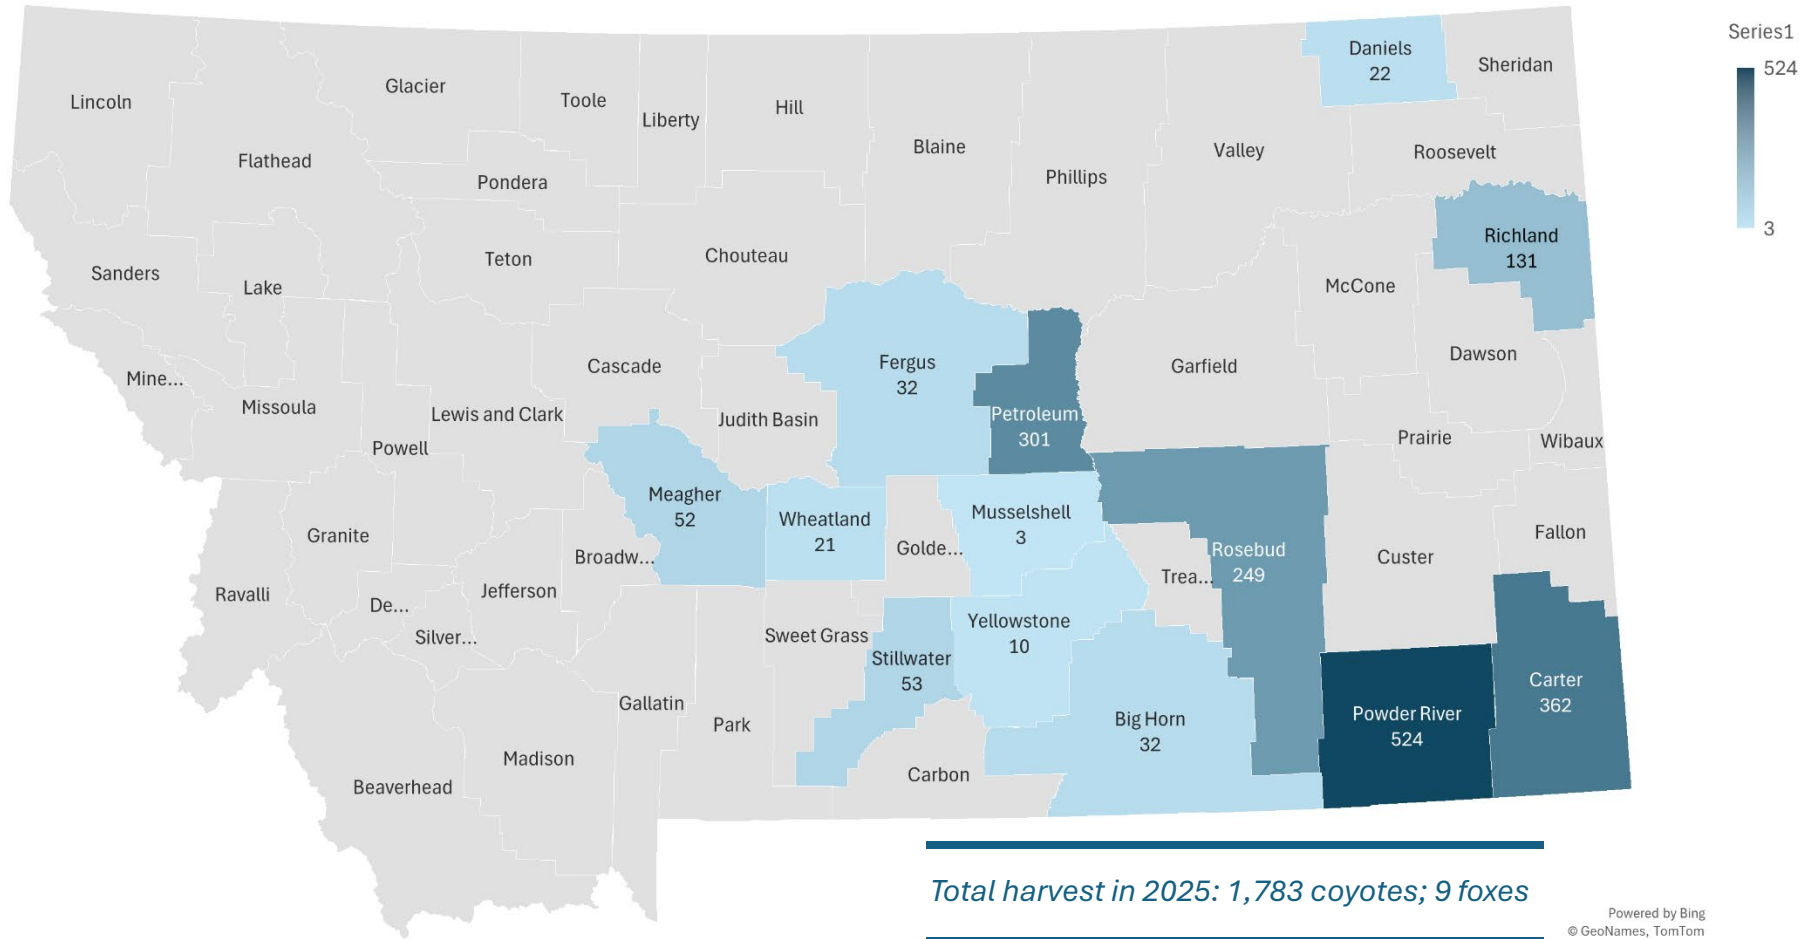 Series1
524
3
Daniels
22
Sheridan
Lincoln
Glacier
Toole
Liberty
Hill
Blaine
Flathead
Pondera
Phillips
Valley
Roosevelt
Richland
131
Sanders
Lake
Teton
Chouteau
McCone
Mine...
Missoula
Cascade
Fergus
32
Garfield
Dawson
Powell
Lewis and Clark
Judith Basin
Petroleum
301
Prairie
Wibaux
Meagher
52
Wheatland
21
Golde...
Musselshell
3
Granite
Broadw...
Rosebud
249
Trea...
Custer
Fallon
Ravalli
De...
Silver...
Jefferson
Sweet Grass
Yellowstone
10
Stillwater
53
Gallatin
Park
Big Horn
32
Powder River
524
Carter
362
Madison
Beaverhead
Carbon
Total harvest in 2025: 1,783 coyotes; 9 foxes
Powered by Bing
© GeoNames, TomTom